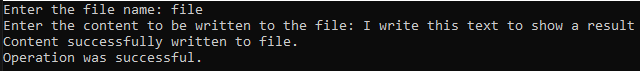 Enter the file name: file
Enter the content to be written to the file: I write this text to show a result
Content successfully written to file.
Operation was successful.